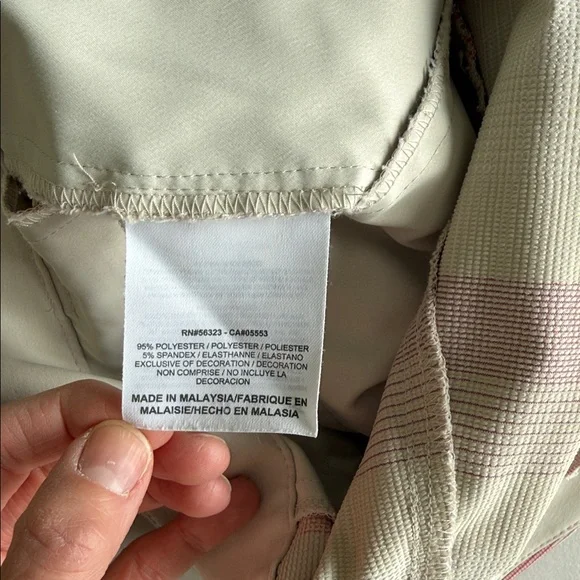 RN#56323 - CA#05553
95% POLYESTER / POLYESTER / POLIESTER
5% SPANDEX / ELASTHANNE / ELASTANO
EXCLUSIVE OF DECORATION / DECORATION
NON COMPRISE / NO INCLUYE LA
DECORACION
MADE IN MALAYSIA/FABRIQUE EN
MALAISIE/HECHO EN MALASIA